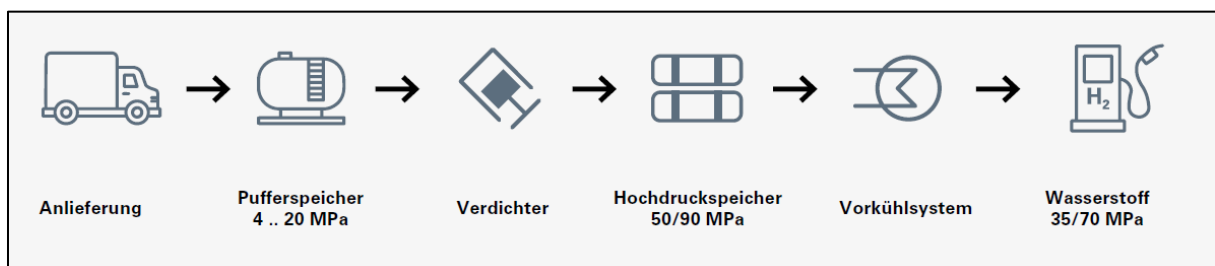 H₂
Anlieferung
Pufferspeicher
4 .. 20 MPa
Verdichter
Hochdruckspeicher
50/90 MPa
Vorkühlsystem
Wasserstoff
35/70 MPa